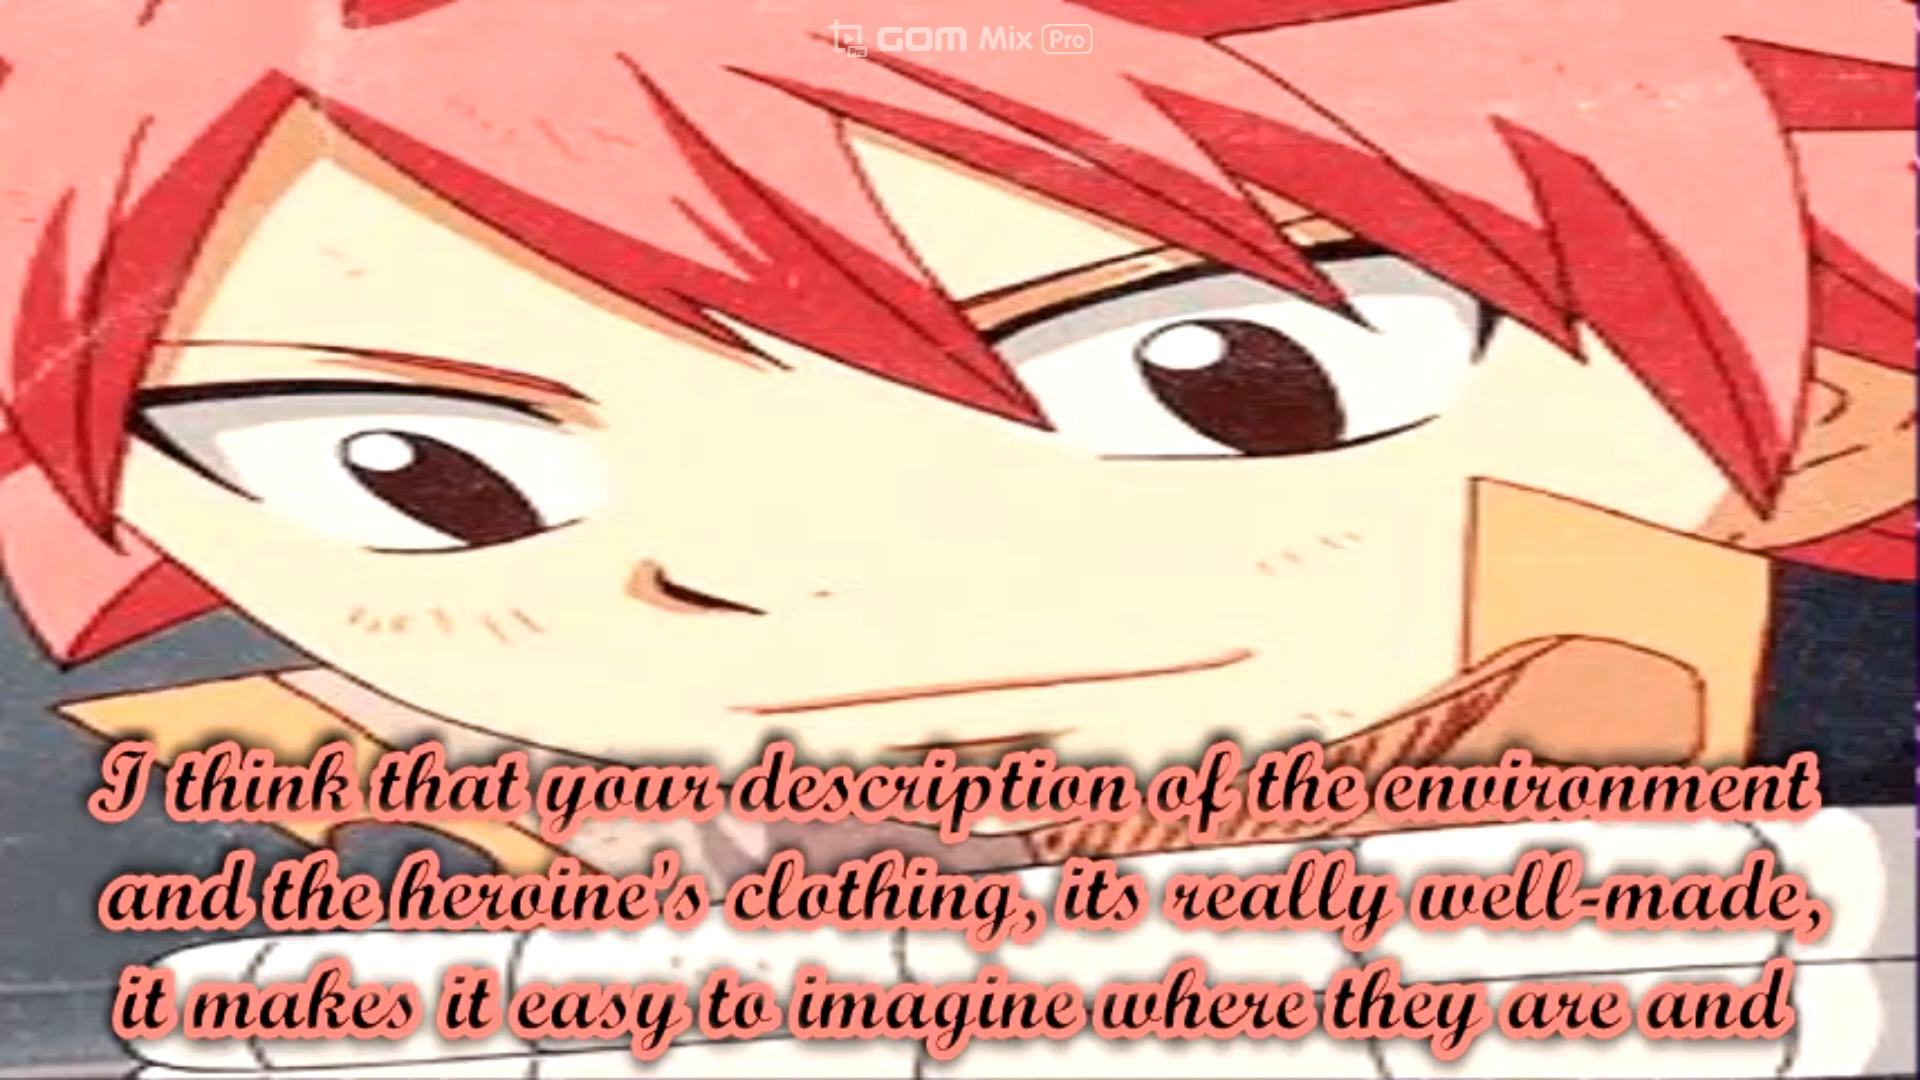 GOM Mix Pro
I think that your description of the environment
and the heroine's clothing, its really well-made,
it makes it easy to imagine where they are and